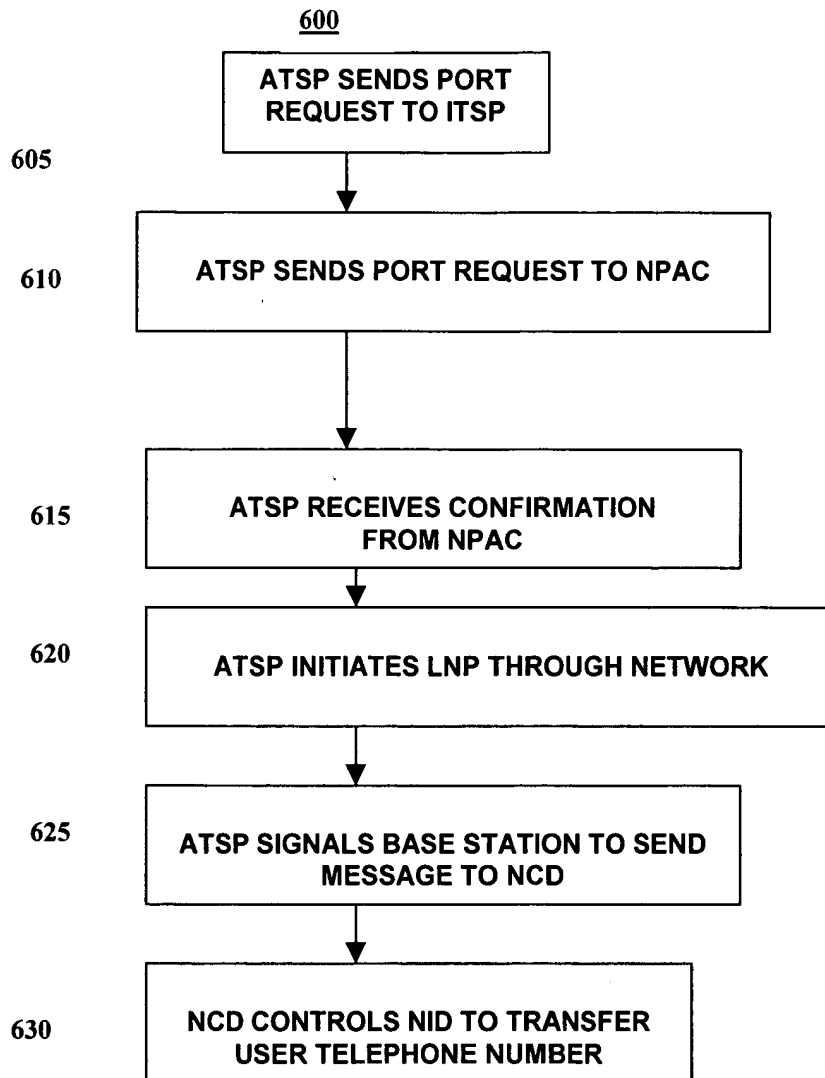 600
ATSP SENDS PORT
REQUEST TO ITSP
605
610
ATSP SENDS PORT REQUEST TO NPAC
615
ATSP RECEIVES CONFIRMATION
FROM NPAC
620
ATSP INITIATES LNP THROUGH NETWORK
625
ATSP SIGNALS BASE STATION TO SEND
MESSAGE TO NCD
630
NCD CONTROLS NID TO TRANSFER
USER TELEPHONE NUMBER